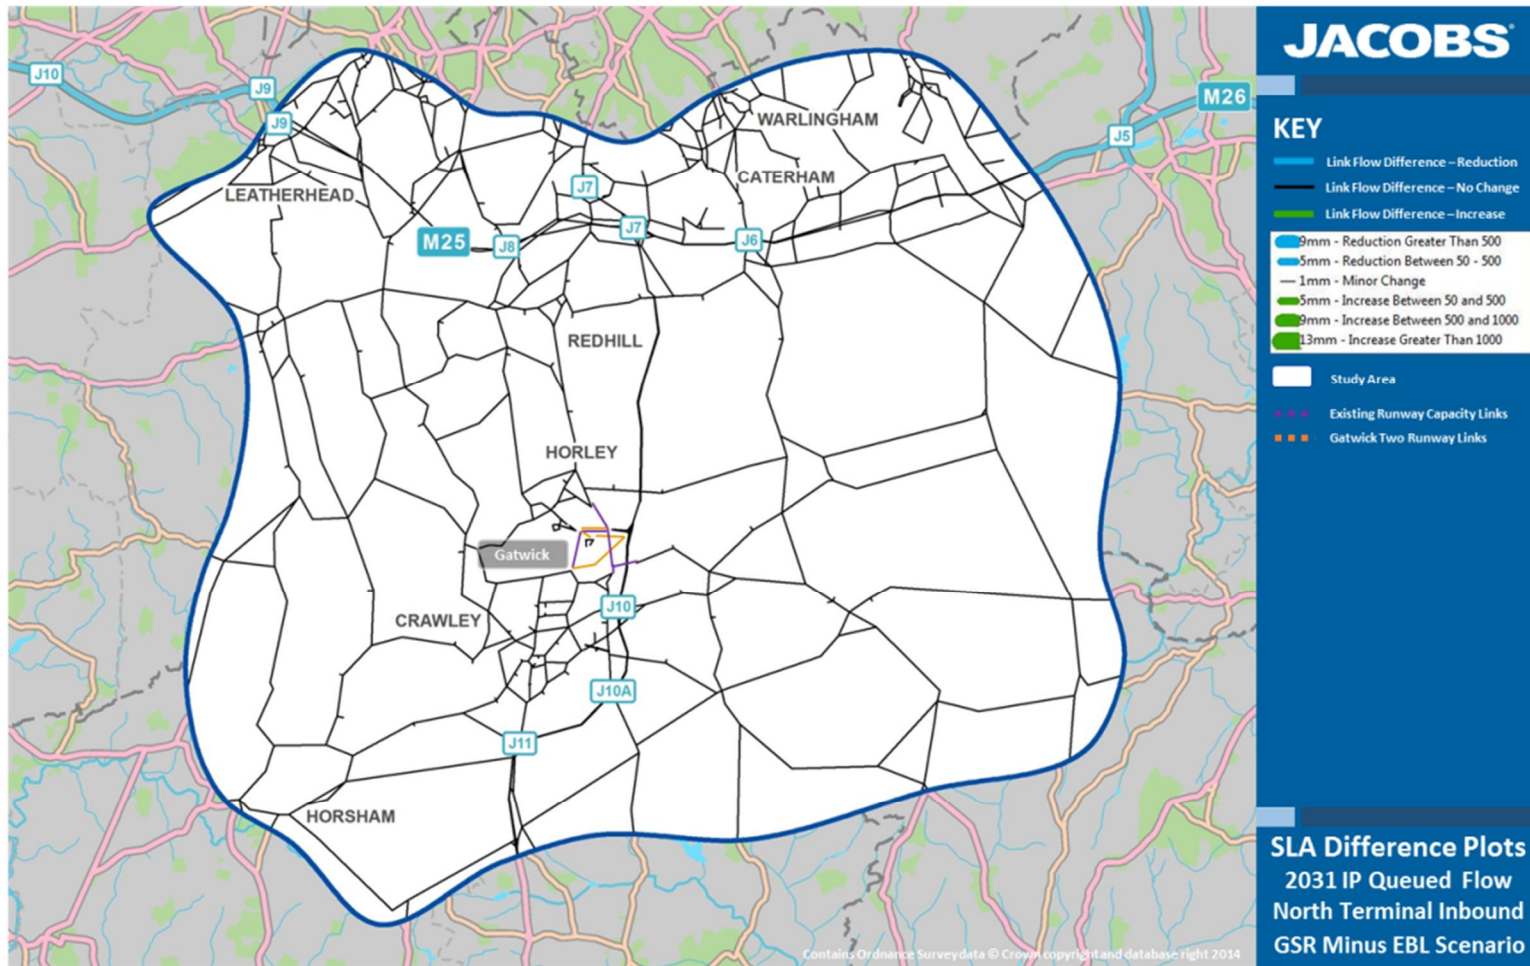 JACOBS
KEY
Link Flow Difference – Reduction
Link Flow Difference – No Change
Link Flow Difference – Increase
9mm - Reduction Greater Than 500
5mm - Reduction Between 50 - 500
1mm - Minor Change
5mm - Increase Between 50 and 500
9mm - Increase Between 500 and 1000
13mm - Increase Greater Than 1000
Study Area
Existing Runway Capacity Links
Gatwick Two Runway Links
SLA Difference Plots
2031 IP Queued Flow
North Terminal Inbound
GSR Minus EBL Scenario
J10
J9
J9
M26
J5
WARLINGHAM
CATERHAM
LEATHERHEAD
J7
J7
M25
J8
J6
REDHILL
HORLEY
Gatwick
J10
CRAWLEY
J10A
J11
HORSHAM
Contains Ordnance Survey data © Crown copyright and database right 2014